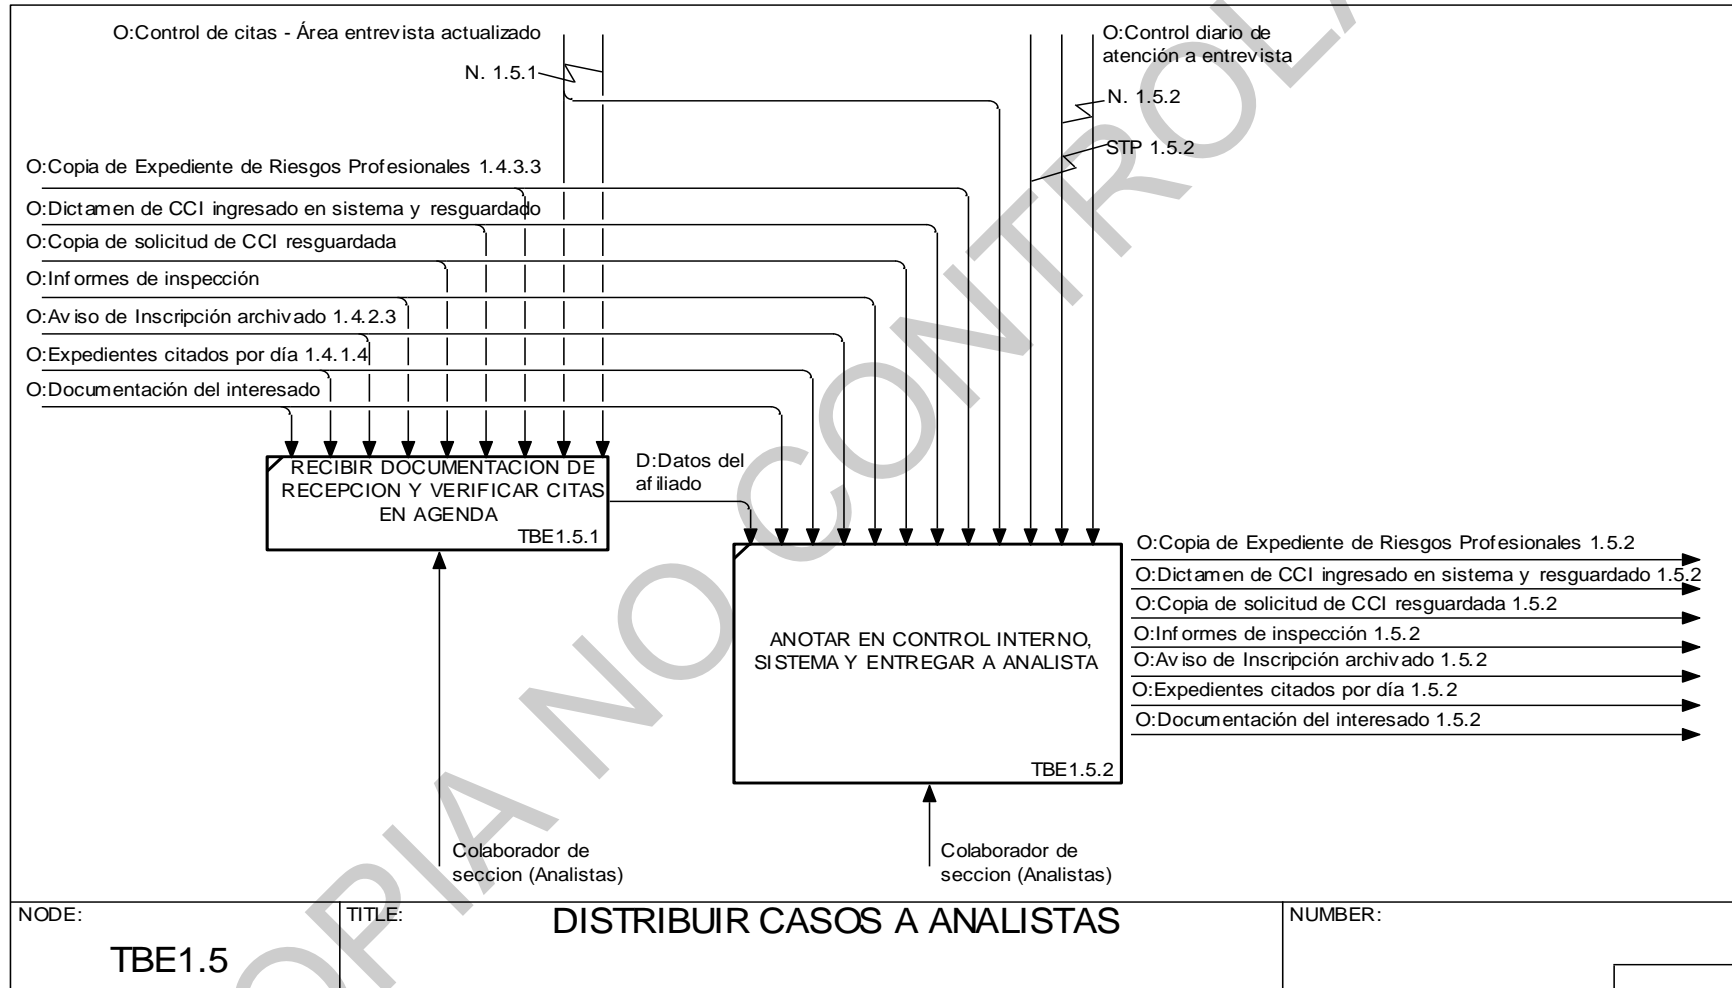 O:Control de citas - Área entrevista actualizado
N. 1.5.1
O:Control diario de
atención a entrevista
N. 1.5.2
STP 1.5.2
O:Copia de Expediente de Riesgos Profesionales 1.4.3.3
O:Dictamen de CCI ingresado en sistema y resguardado
O:Copia de solicitud de CCI resguardada
O:Informes de inspección
O:Aviso de Inscripción archivado 1.4.2.3
O:Expedientes citados por día 1.4.1.4
O:Documentación del interesado
RECIBIR DOCUMENTACION DE
RECEPCION Y VERIFICAR CITAS
EN AGENDA
TBE1.5.1
D:Datos del
afiliado
ANOTAR EN CONTROL INTERNO,
SISTEMA Y ENTREGAR A ANALISTA
TBE1.5.2
O:Copia de Expediente de Riesgos Profesionales 1.5.2
O:Dictamen de CCI ingresado en sistema y resguardado 1.5.2
O:Copia de solicitud de CCI resguardada 1.5.2
O:Informes de inspección 1.5.2
O:Aviso de Inscripción archivado 1.5.2
O:Expedientes citados por día 1.5.2
O:Documentación del interesado 1.5.2
Colaborador de
seccion (Analistas)
Colaborador de
seccion (Analistas)
NODE:
TBE1.5
TITLE:
DISTRIBUIR CASOS A ANALISTAS
NUMBER:
OPIA NO CONTROLA